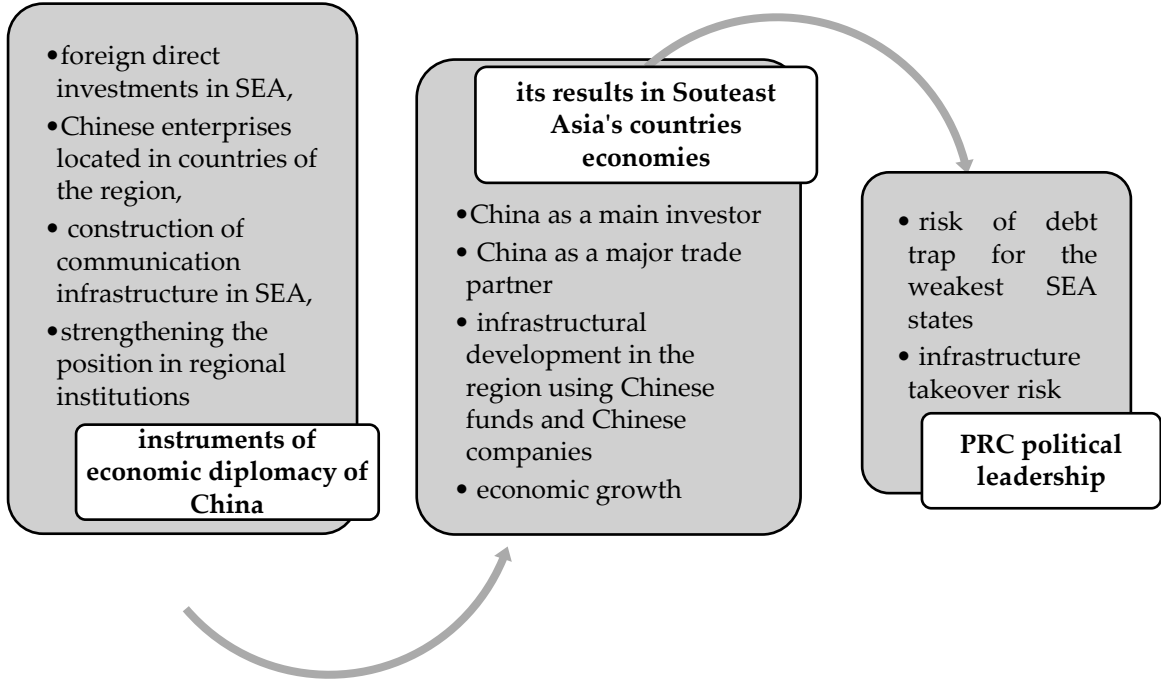 •foreign direct
investments in SEA,
•Chinese enterprises
located in countries of
the region,
• construction of
communication
infrastructure in SEA,
•strengthening the
position in regional
institutions
instruments of
economic diplomacy of
China
its results in Souteast
Asia's countries
economies
•China as a main investor
• China as a major trade
partner
• infrastructural
development in the
region using Chinese
funds and Chinese
companies
• economic growth
• risk of debt
trap for the
weakest SEA
states
• infrastructure
takeover risk
PRC political
leadership